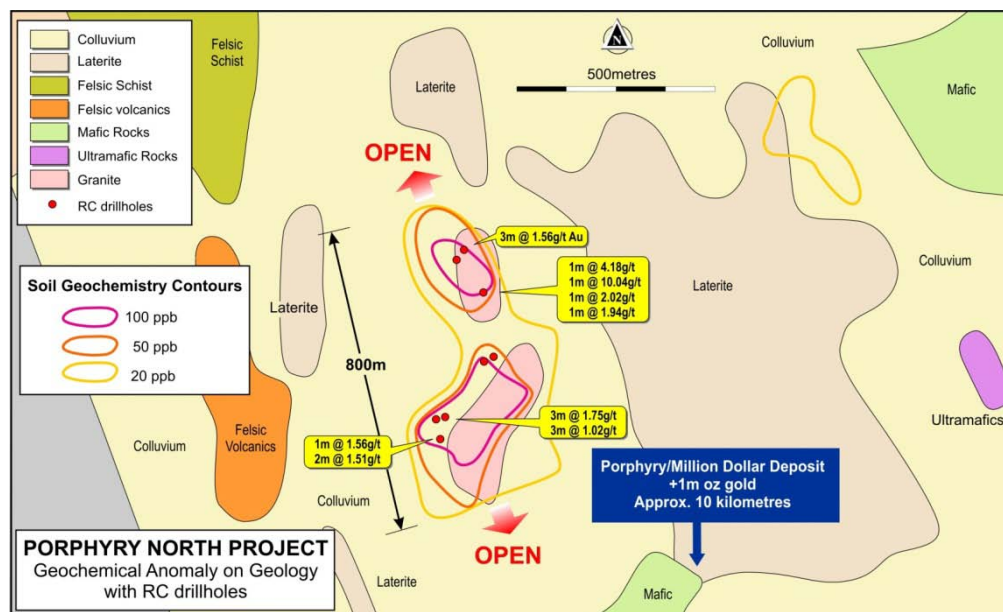 Colluvium
Laterite
Felsic Schist
Felsic volcanics
Mafic Rocks
Ultramafic Rocks
Granite
RC drillholes
Soil Geochemistry Contours
100 ppb
50 ppb
20 ppb
Felsic
Schist
Laterite
N
500metres
Colluvium
Mafic
OPEN
3m @ 1.56g/t Au
1m @ 4.18g/t
1m @ 10.04g/t
1m @ 2.02g/t
1m @ 1.94g/t
Laterite
Colluvium
Laterite
800m
3m @ 1.75g/t
3m @ 1.02g/t
1m @ 1.56g/t
2m @ 1.51g/t
Felsic
Volcanics
Colluvium
Ultramafics
Colluvium
Porphyry/Million Dollar Deposit
+1m oz gold
Approx. 10 kilometres
OPEN
PORPHYRY NORTH PROJECT
Geochemical Anomaly on Geology
with RC drillholes
Laterite
Mafic